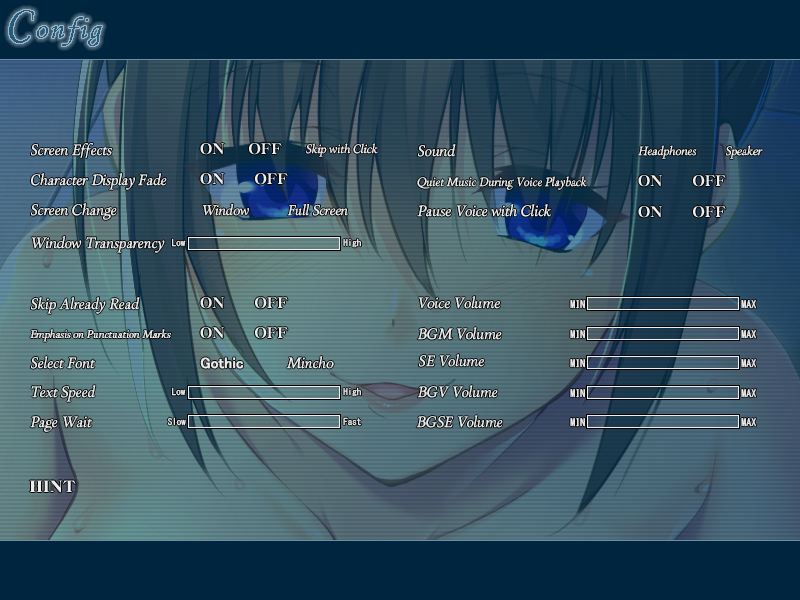 Config
Screen Effects ON OFF Skip with Click
Character Display Fade ON OFF
Screen Change Window Full Screen
Window Transparency Low High
Skip Already Read ON OFF
Emphasis on Punctuation Marks ON OFF
Select Font Gothic Mincho
Text Speed Low High
Page Wait Slow Fast
HINT
Sound Headphones Speaker
Quiet Music During Voice Playback ON OFF
Pause Voice with Click ON OFF
Voice Volume MIN MAX
BGM Volume MIN MAX
SE Volume MIN MAX
BGV Volume MIN MAX
BGSE Volume MIN MAX